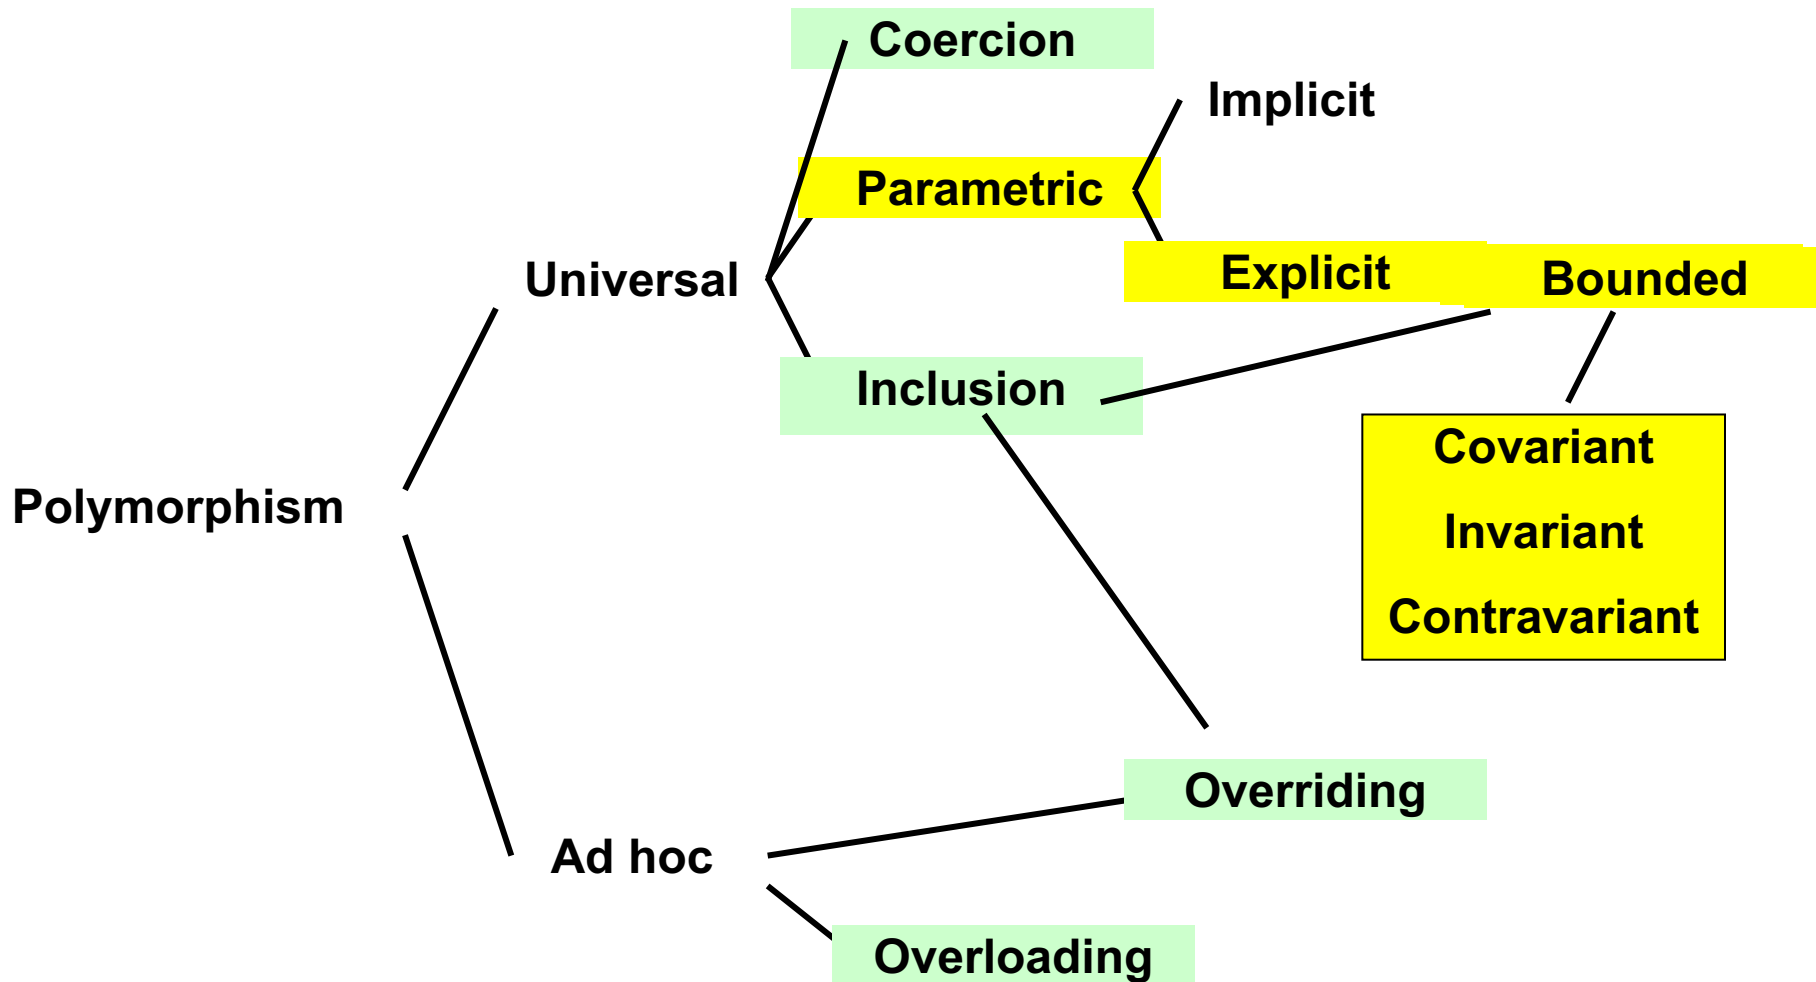 Coercion
Implicit
Parametric
Universal
Explicit
Bounded
Inclusion
Covariant
Invariant
Contravariant
Polymorphism
Overriding
Ad hoc
Overloading